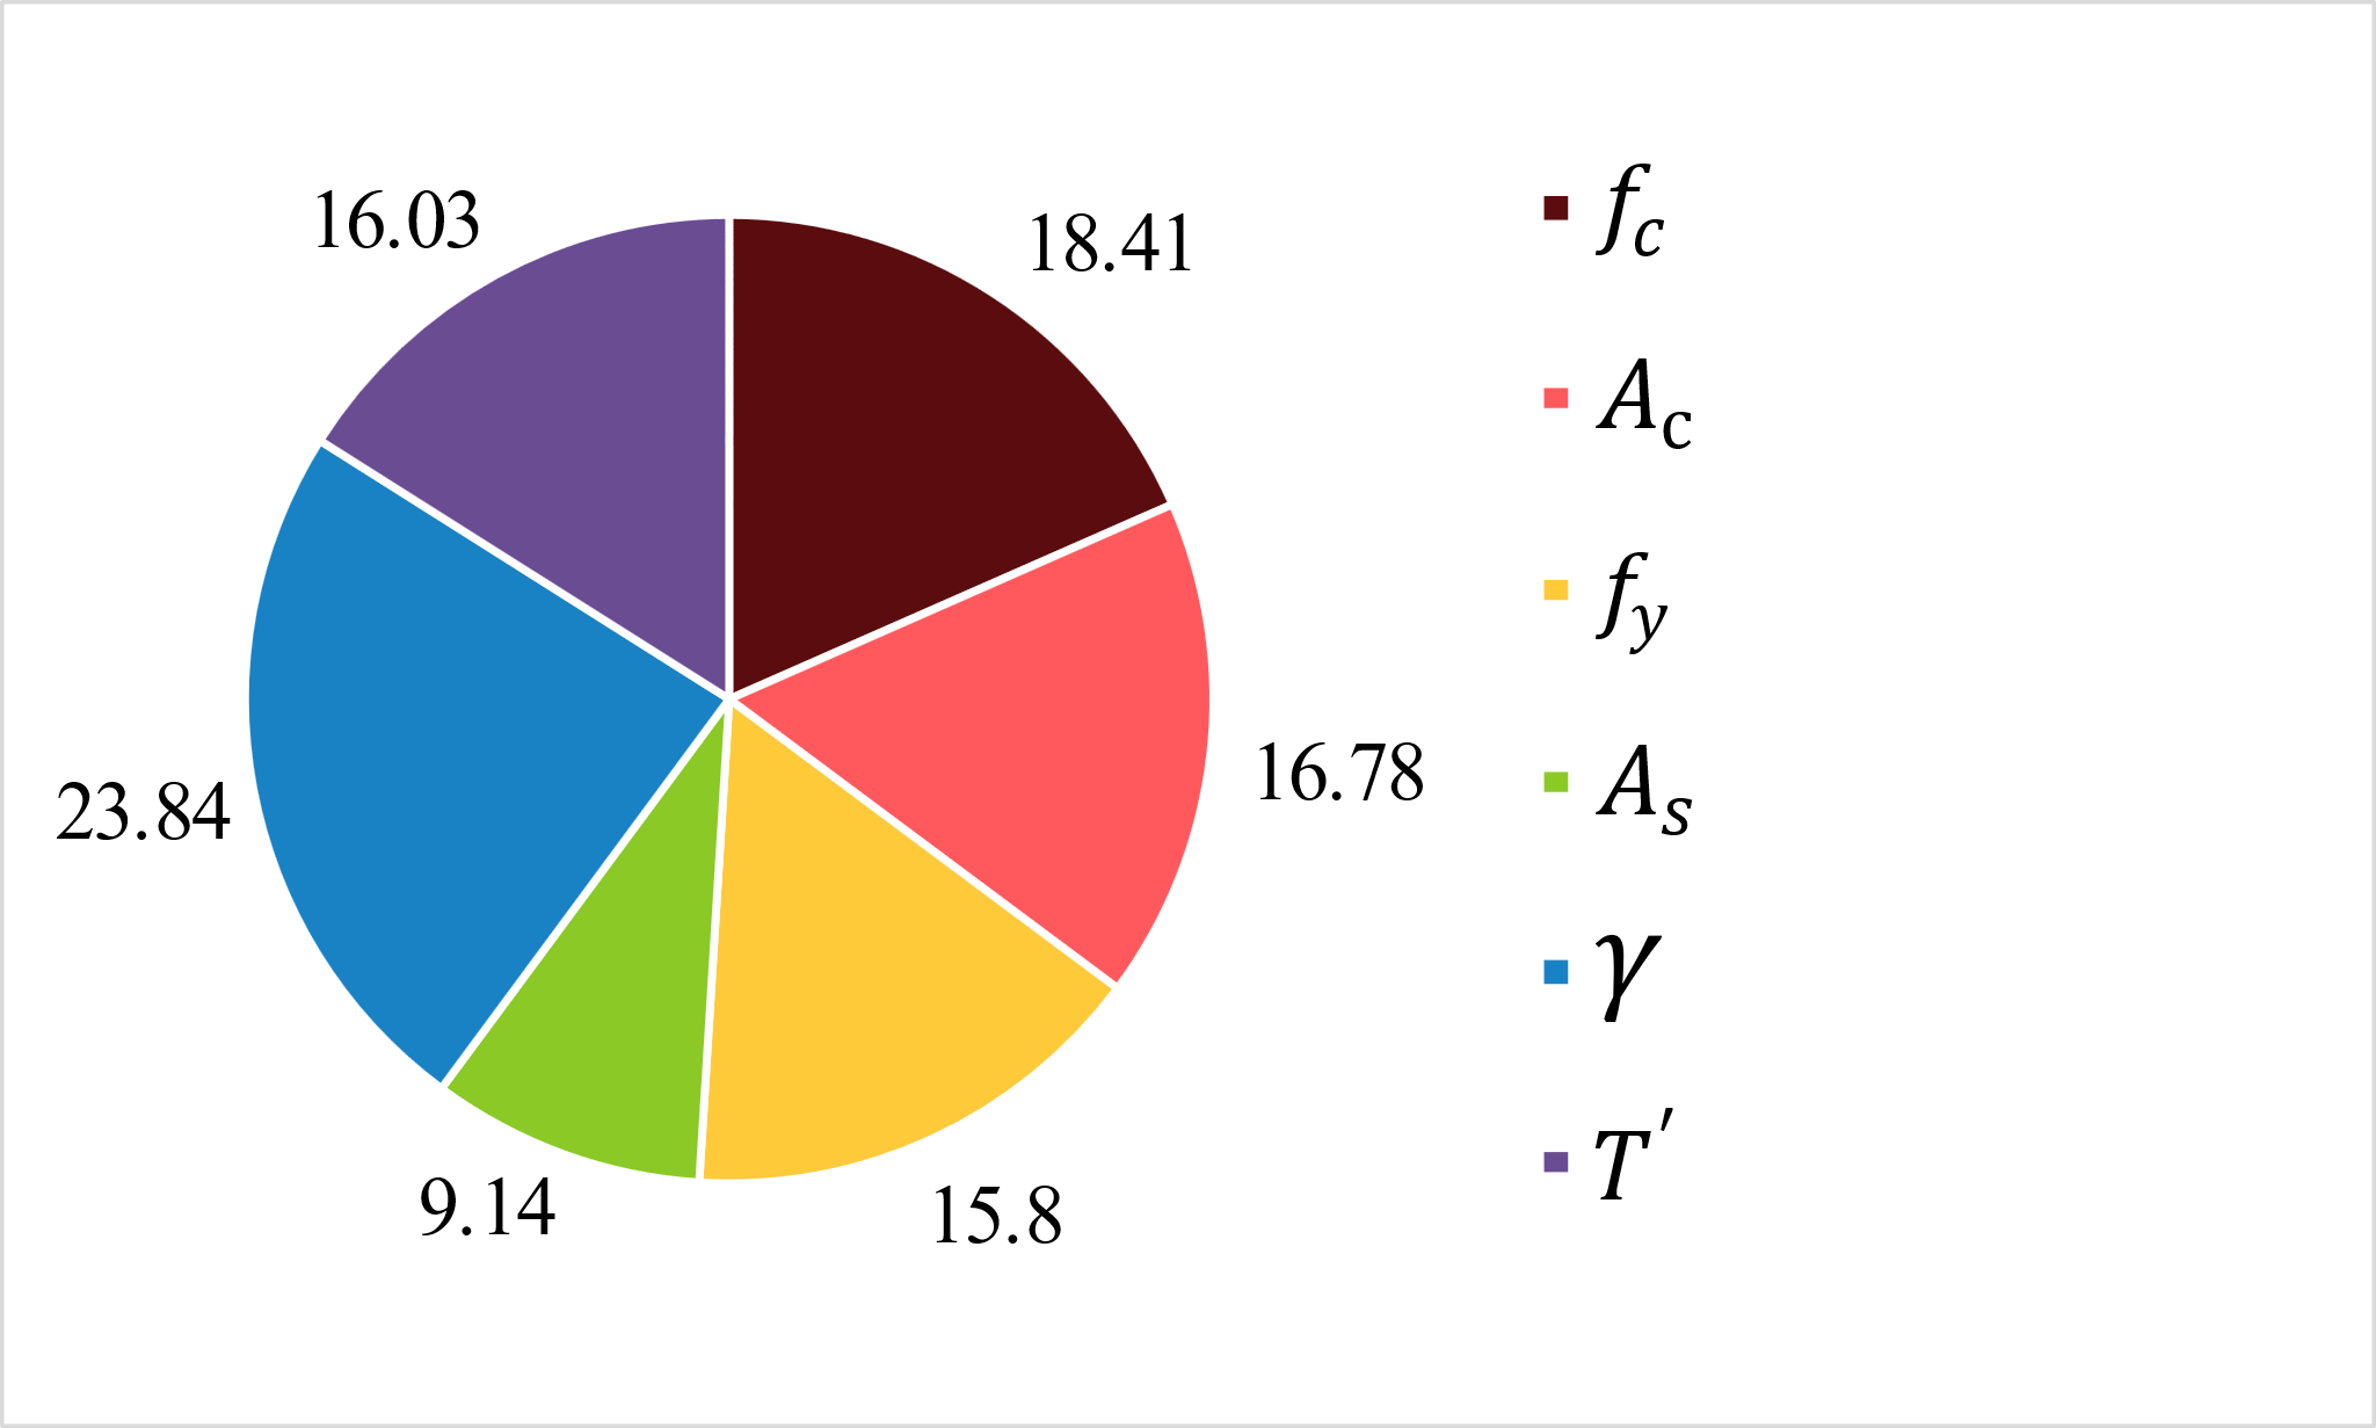 16.03
18.41
16.78
15.8
9.14
23.84
f_c
A_c
f_y
A_s
γ
T′